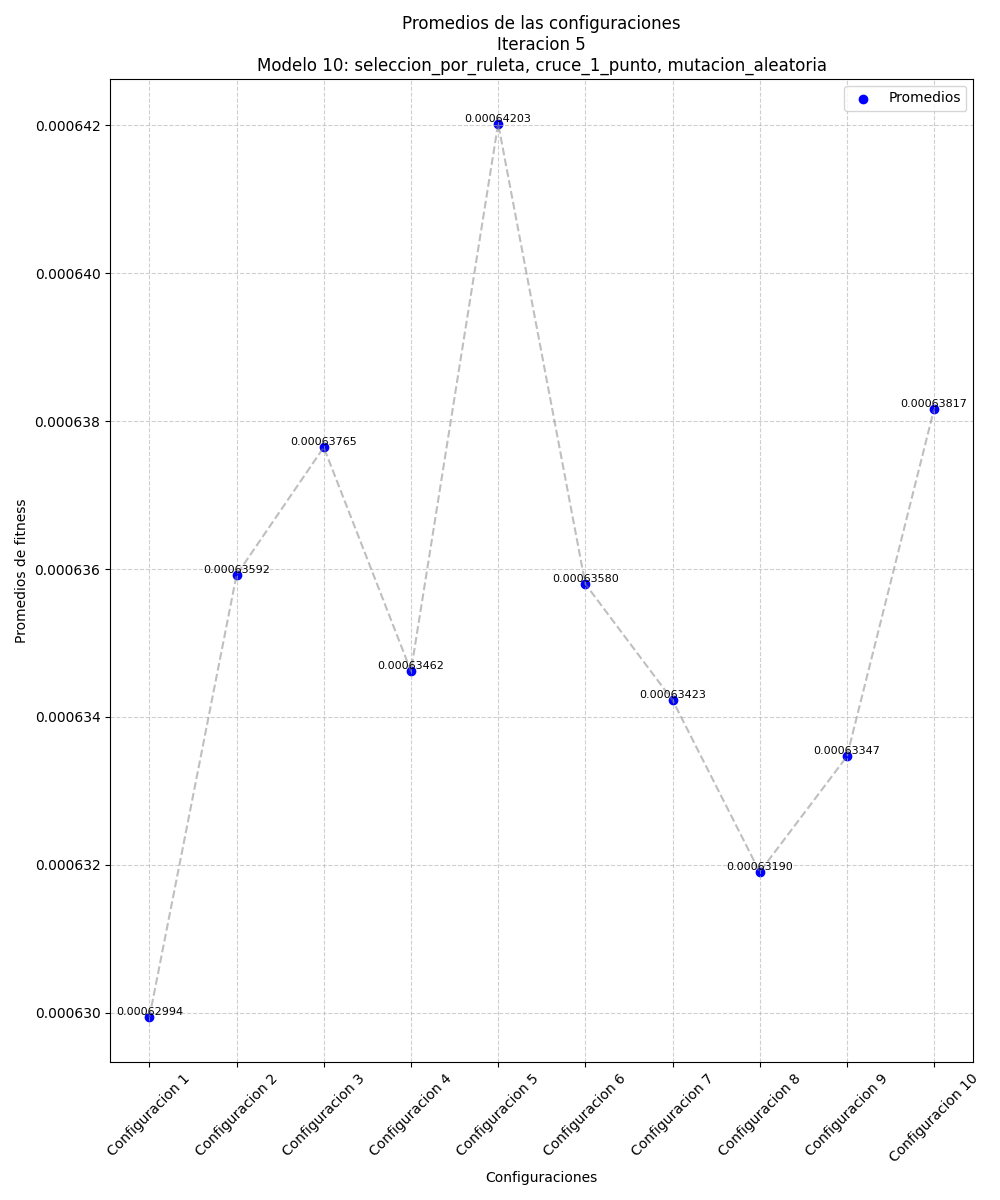 Promedios de las configuraciones
Iteracion 5
Modelo 10: seleccion_por_ruleta, cruce_1_punto, mutacion_aleatoria
Promedios
0.000642
0.000640
0.000638
0.000636
0.000634
0.000632
0.000630
Promedios de fitness
0.00062994
0.00063592
0.00063765
0.00063462
0.00064203
0.00063580
0.00063423
0.00063190
0.00063347
0.00063817
Configuracion 1
Configuracion 2
Configuracion 3
Configuracion 4
Configuracion 5
Configuracion 6
Configuracion 7
Configuracion 8
Configuracion 9
Configuracion 10
Configuraciones